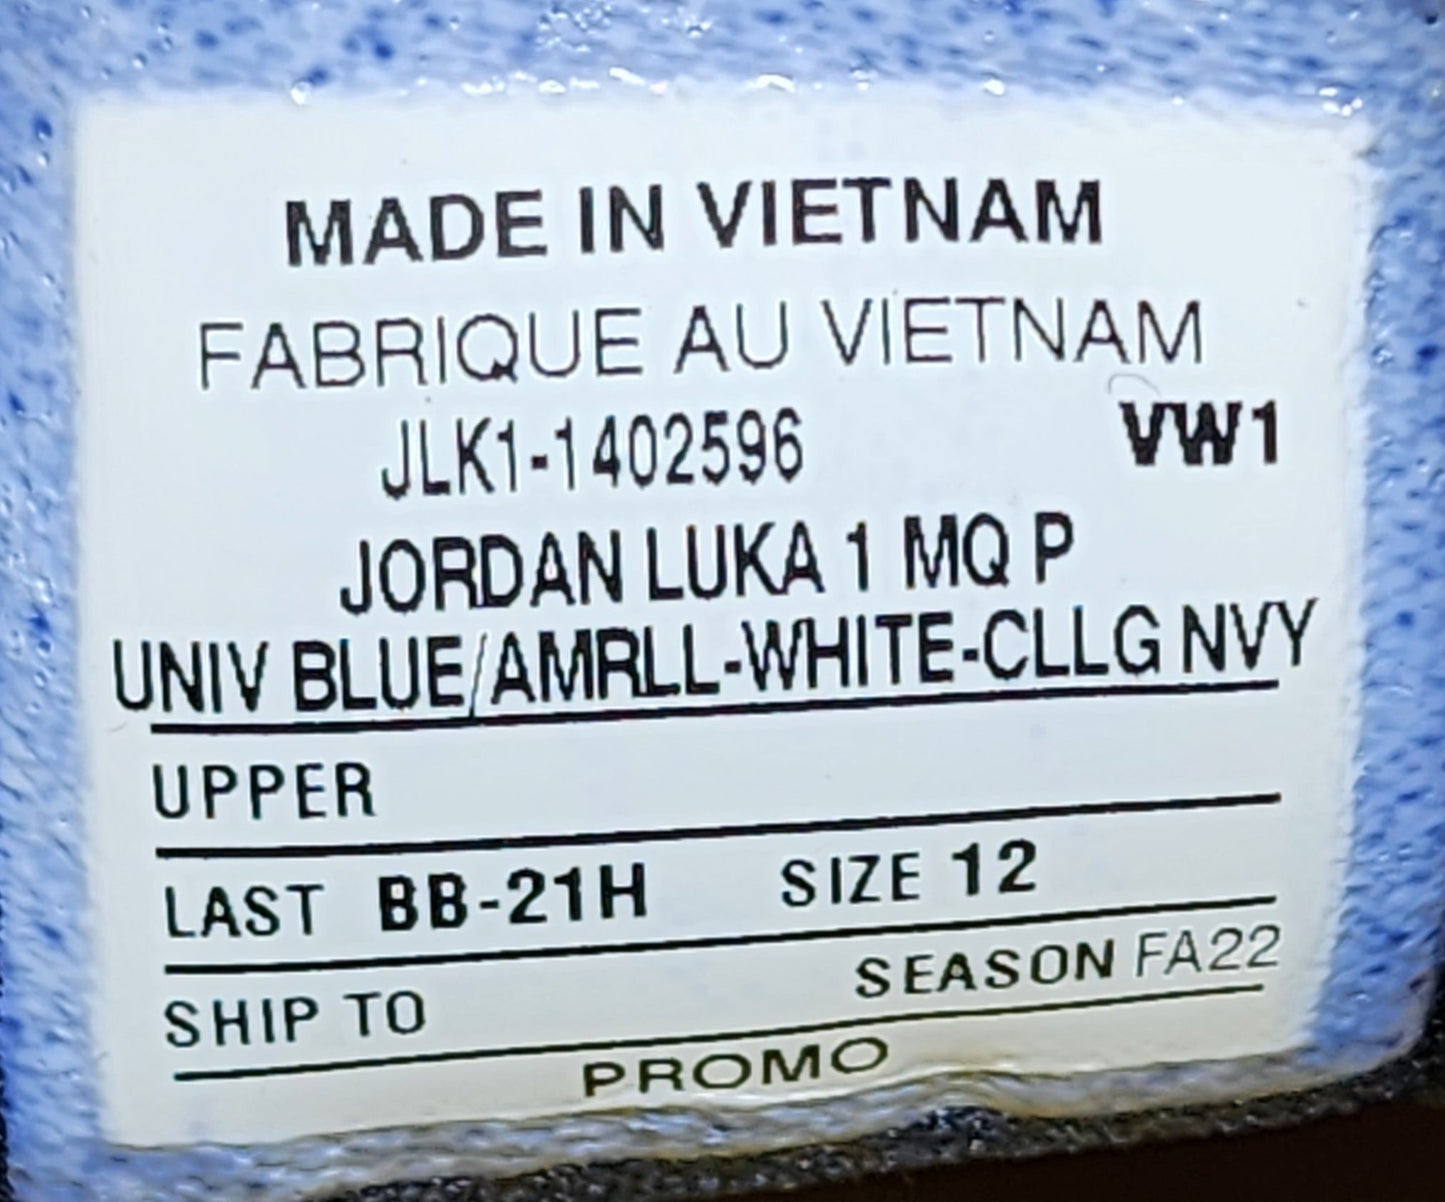 MADE IN VIETNAM
FABRIQUE AU VIETNAM
JLK1-1402596 VW1
JORDAN LUKA 1 MQ P
UNIV BLUE/AMRLL-WHITE-CLLG NVY
UPPER
LAST BB-21H SIZE 12
SHIP TO SEASON FA22
PROMO